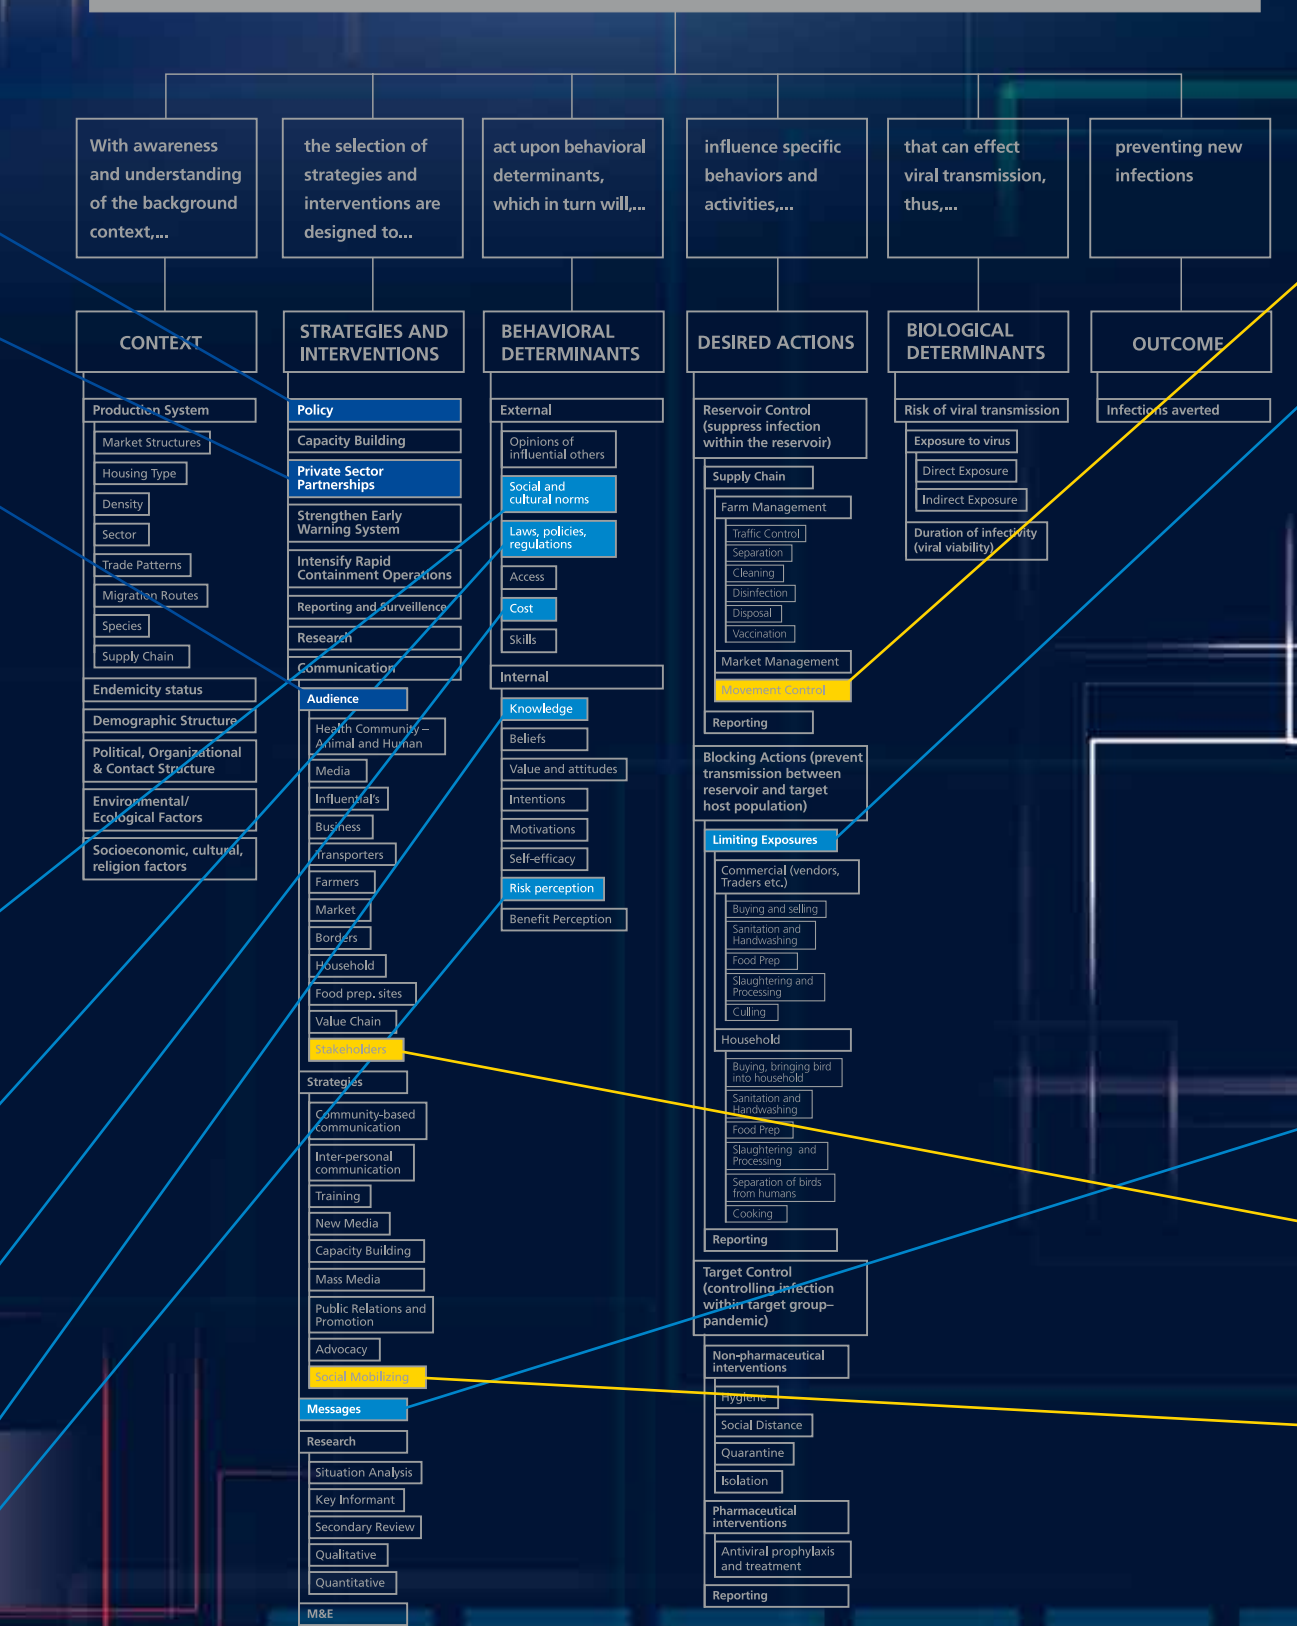 With awareness
and understanding
of the background
context,...
the selection of
strategies and
interventions are
designed to...
act upon behavioral
determinants,
which in turn will,...
influence specific
behaviors and
activities,...
that can effect
viral transmission,
thus,...
preventing new
infections
CONTEXT
Production System
Market Structures
Housing Type
Density
Sector
Trade Patterns
Migration Routes
Species
Supply Chain
Endemicity status
Demographic Structure
Political, Organizational
& Contact Structure
Environmental/
Ecological Factors
Socioeconomic, cultural,
religion factors
STRATEGIES AND
INTERVENTIONS
Policy
Capacity Building
Private Sector
Partnerships
Strengthen Early
Warning System
Intensify Rapid
Containment Operations
Reporting and Surveillence
Research
Communication
Audience
Health Community –
Animal and Human
Media
Influential's
Business
Transporters
Farmers
Market
Borders
Household
Food prep. sites
Value Chain
Stakeholders
Strategies
Community-based
communication
Inter-personal
communication
Training
New Media
Capacity Building
Mass Media
Public Relations and
Promotion
Advocacy
Social Mobilizing
Messages
Research
Situation Analysis
Key Informant
Secondary Review
Qualitative
Quantitative
M&E
BEHAVIORAL
DETERMINANTS
External
Opinions of
influential others
Social and
cultural norms
Laws, policies,
regulations
Access
Cost
Skills
Internal
Knowledge
Beliefs
Value and attitudes
Intentions
Motivations
Self-efficacy
Risk perception
Benefit Perception
DESIRED ACTIONS
Reservoir Control
(suppress infection
within the reservoir)
Supply Chain
Farm Management
Traffic Control
Separation
Cleaning
Disinfection
Disposal
Vaccination
Market Management
Movement Control
Reporting
Blocking Actions (prevent
transmission between
reservoir and target
host population)
Limiting Exposures
Commercial (vendors,
Traders etc.)
Buying and selling
Sanitation and
Handwashing
Food Prep
Slaughtering and
Processing
Culling
Household
Buying, bringing bird
into household
Sanitation and
Handwashing
Food Prep
Slaughtering and
Processing
Separation of birds
from humans
Cooking
Reporting
Target Control
(controlling infection
within target group–
pandemic)
Non-pharmaceutical
interventions
Hygiene
Social Distance
Quarantine
Isolation
Pharmaceutical
interventions
Antiviral prophylaxis
and treatment
Reporting
BIOLOGICAL
DETERMINANTS
Risk of viral transmission
Exposure to virus
Direct Exposure
Indirect Exposure
Duration of infectivity
(viral viability)
OUTCOME
Infections averted